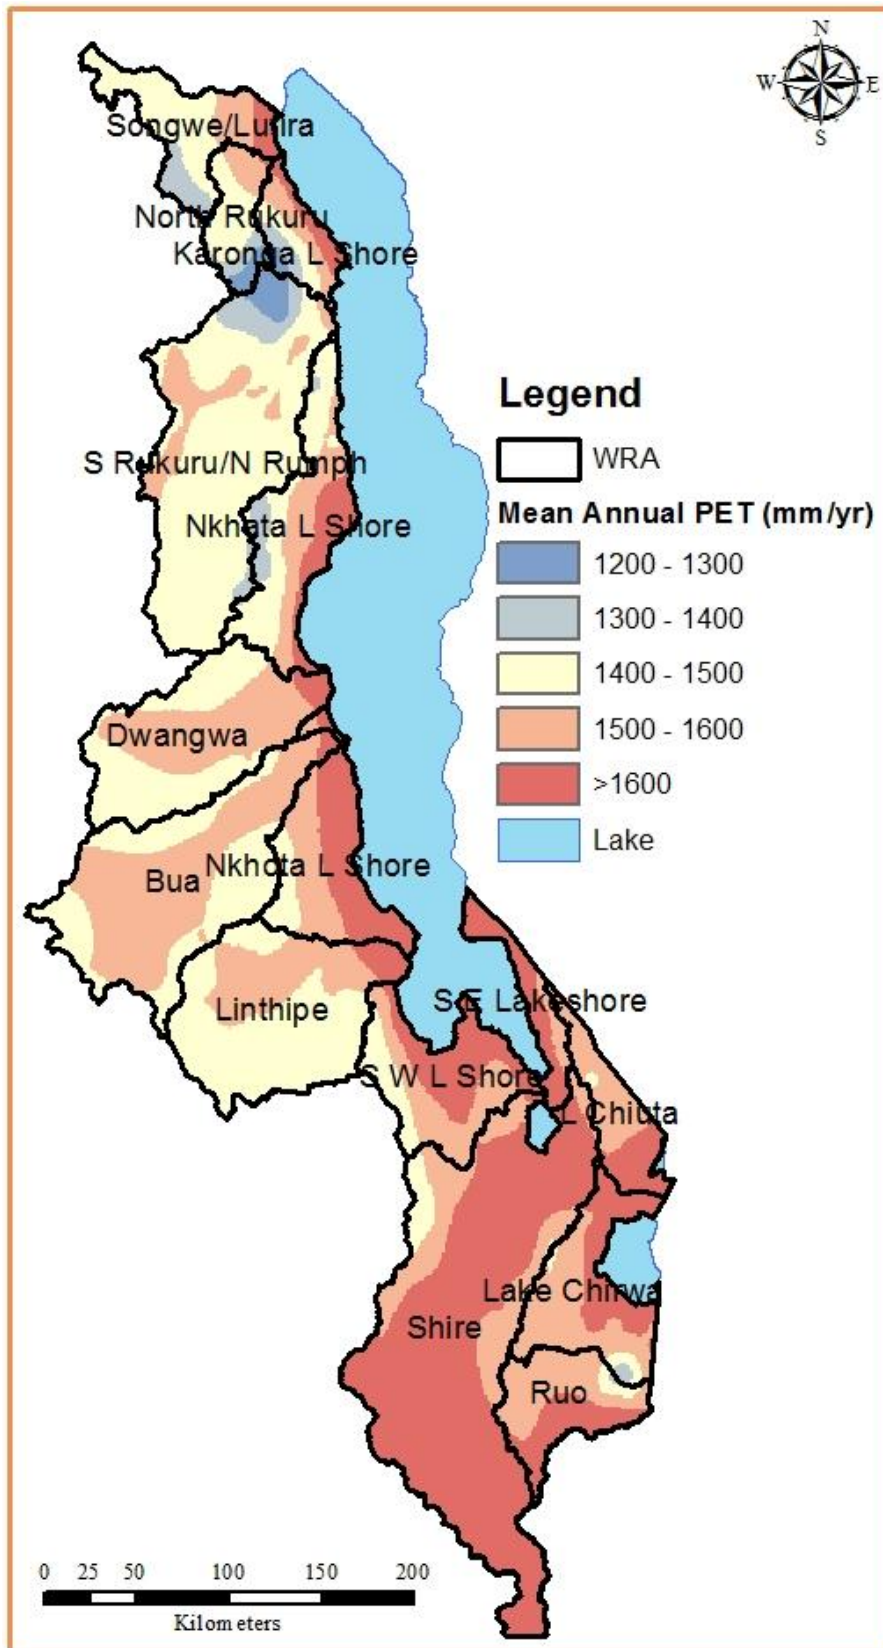 N
W E
S
Songwe/Lufira
North Rukuru
Karonga L Shore
Legend
WRA
S Rukuru/N Rumph
Mean Annual PET (mm/yr)
Nkhata L Shore
1200 - 1300
1300 - 1400
1400 - 1500
1500 - 1600
>1600
Lake
Dwangwa
Nkhota L Shore
Bua
S E Lakeshore
Linthipe
S W L Shore
L Chiuta
Lake Chirwa
Shire
Ruo
0 25 50 100 150 200
Kilometers